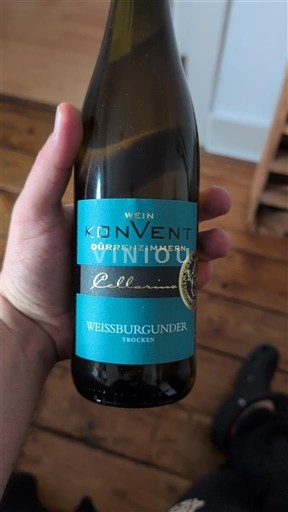 WEIN
KONVENT
DÜRRENZIMMERN
VINIOU
Cellarius
WEISSBURGUNDER
TROCKEN